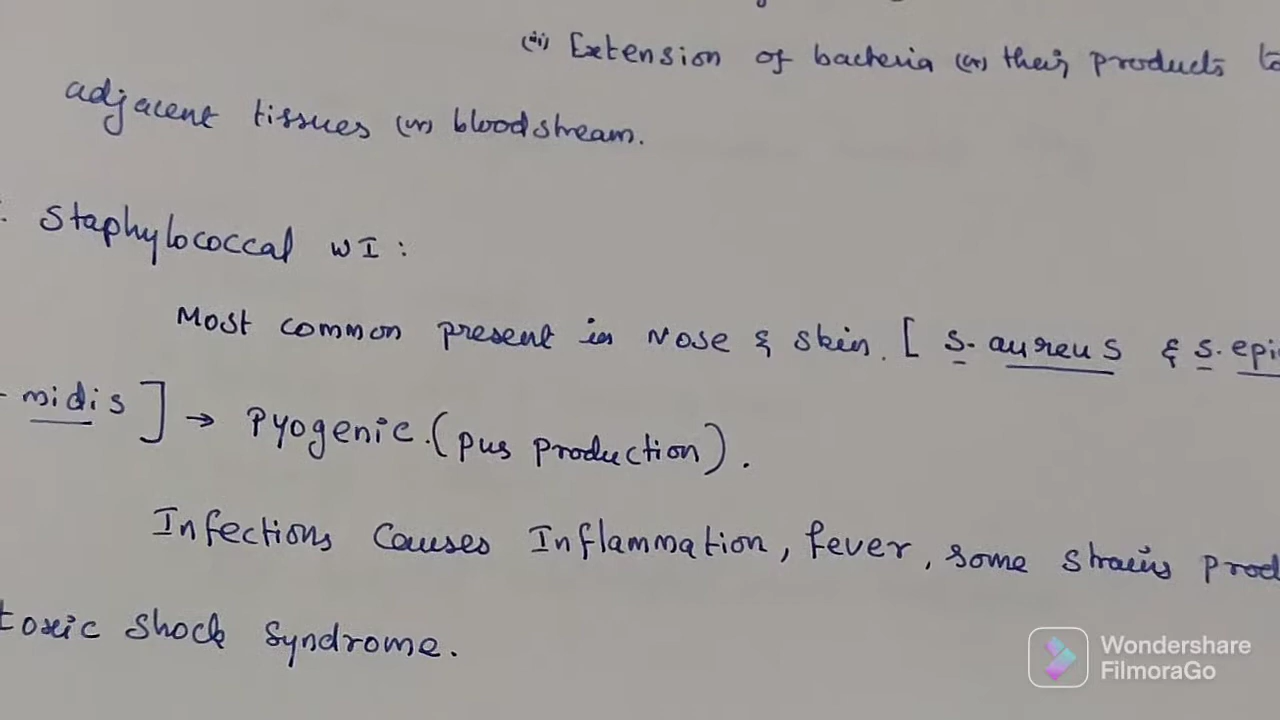 (iii) Extension of bacteria (or) their products to
adjacent tissues (or) bloodstream.
Staphylococcal WI:
Most common present in Nose & skin. [ S. aureus & S. epi
- midis ] → Pyogenic. (pus production).
Infections causes Inflammation, fever, some strains prod
toxic shock syndrome.
Wondershare
FilmoraGo